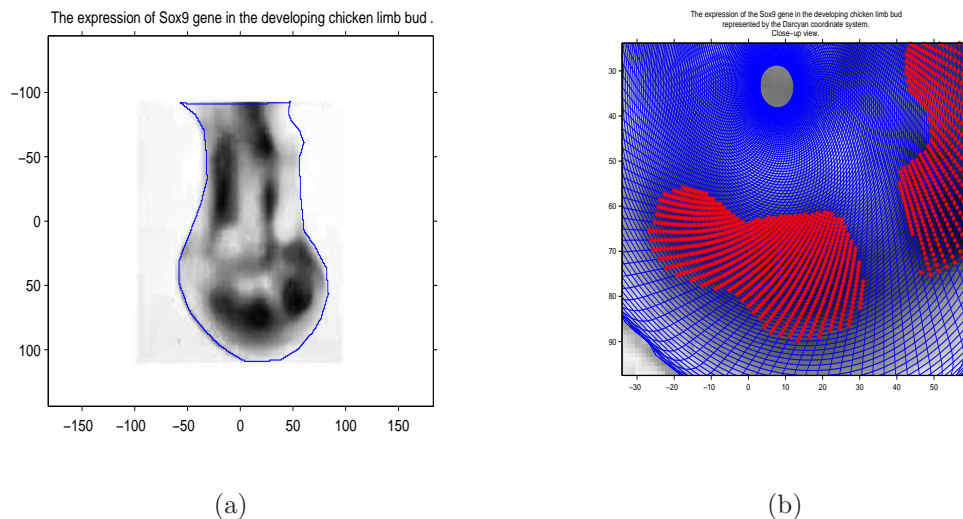 The expression of Sox9 gene in the developing chicken limb bud .
−100
−50
0
50
100
−150 −100 −50 0 50 100 150
(a)
The expression of the Sox9 gene in the developing chicken limb bud
represented by the Darcyan coordinate system.
Close−up view.
30
40
50
60
70
80
90
−30 −20 −10 0 10 20 30 40 50
(b)